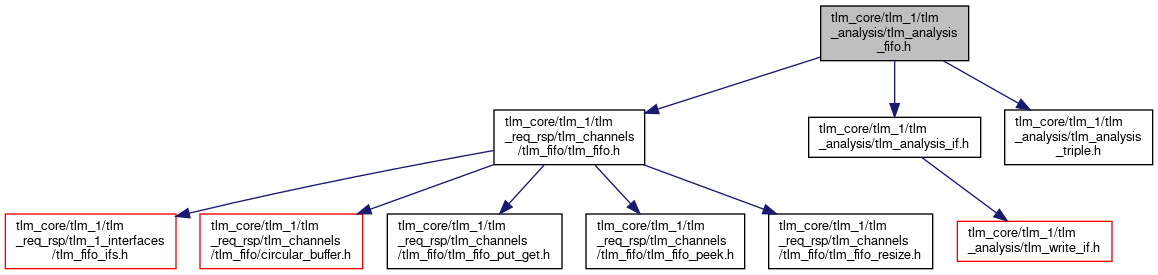 tlm_core/tlm_1/tlm
_analysis/tlm_analysis
_fifo.h
tlm_core/tlm_1/tlm
_req_rsp/tlm_channels
/tlm_fifo/tlm_fifo.h
tlm_core/tlm_1/tlm
_analysis/tlm_analysis_if.h
tlm_core/tlm_1/tlm
_analysis/tlm_analysis
_triple.h
tlm_core/tlm_1/tlm
_req_rsp/tlm_1_interfaces
/tlm_fifo_ifs.h
tlm_core/tlm_1/tlm
_req_rsp/tlm_channels
/tlm_fifo/circular_buffer.h
tlm_core/tlm_1/tlm
_req_rsp/tlm_channels
/tlm_fifo/tlm_fifo_put_get.h
tlm_core/tlm_1/tlm
_req_rsp/tlm_channels
/tlm_fifo/tlm_fifo_peek.h
tlm_core/tlm_1/tlm
_req_rsp/tlm_channels
/tlm_fifo/tlm_fifo_resize.h
tlm_core/tlm_1/tlm
_analysis/tlm_write_if.h